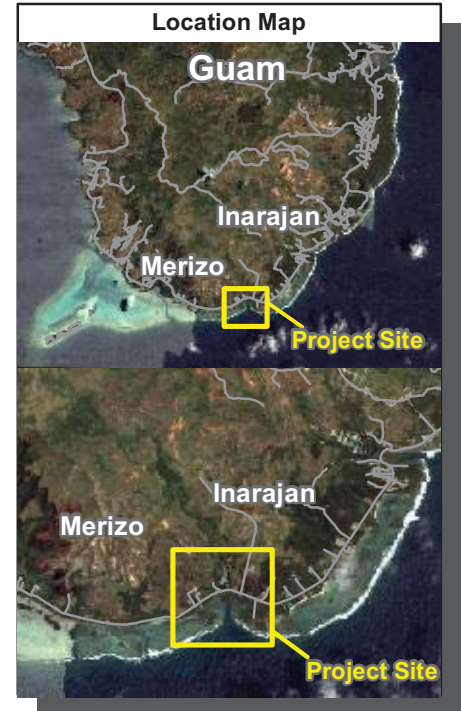 Location Map
Guam
Inarajan
Merizo
Project Site
Inarajan
Merizo
Project Site